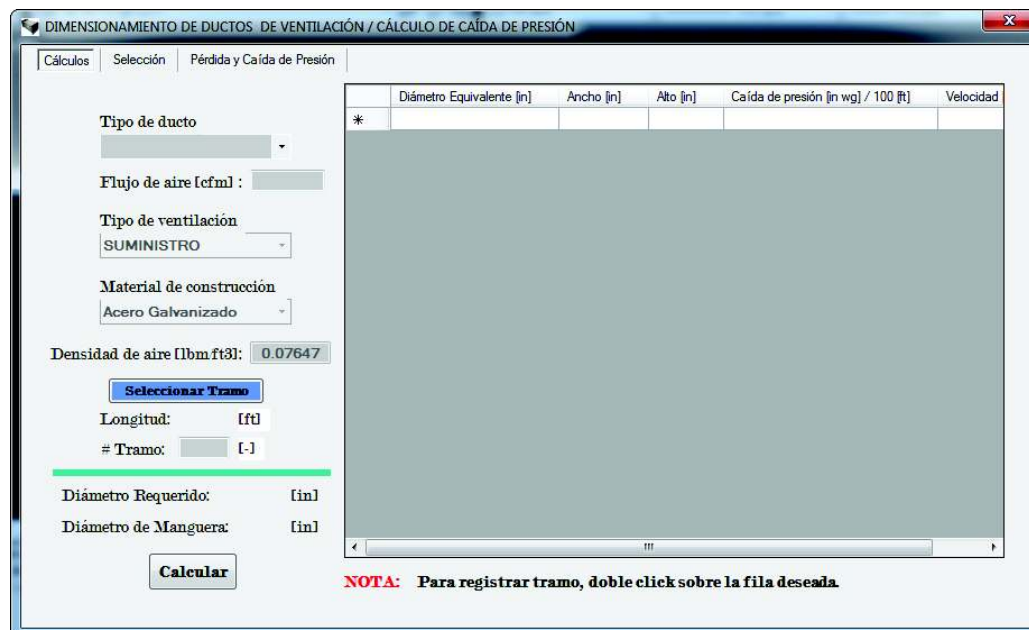 DIMENSIONAMIENTO DE DUCTOS DE VENTILACIÓN / CÁLCULO DE CAÍDA DE PRESIÓN
Cálculos Selección Pérdida y Caída de Presión
Diámetro Equivalente [in] Ancho [in] Alto [in] Caída de presión [in wg] / 100 [ft] Velocidad
*
Tipo de ducto
Flujo de aire [cfm] :
Tipo de ventilación
SUMINISTRO
Material de construcción
Acero Galvanizado
Densidad de aire [lbm/ft3]: 0.07647
Seleccionar Tramo
Longitud: [ft]
# Tramo: [-]
Diámetro Requerido: [in]
Diámetro de Manguera: [in]
Calcular
NOTA: Para registrar tramo, doble click sobre la fila deseada.